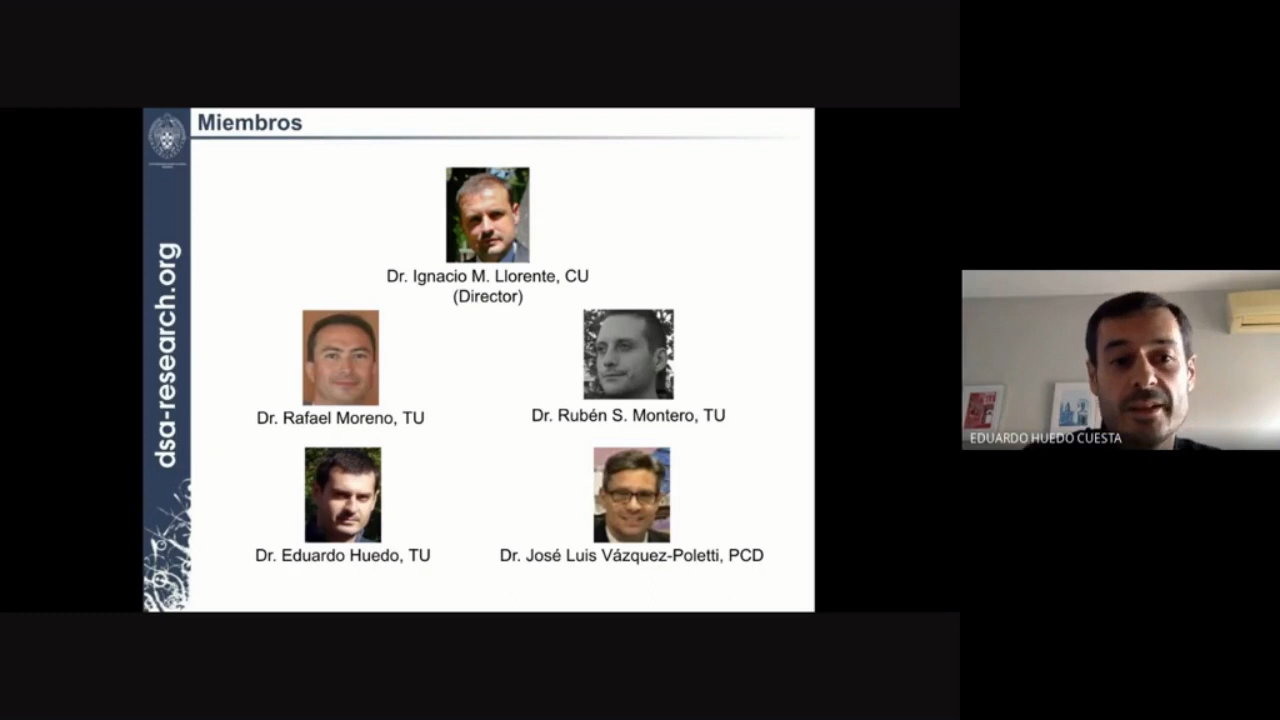 Miembros
dsa-research.org
Dr. Ignacio M. Llorente, CU
(Director)
Dr. Rafael Moreno, TU
Dr. Rubén S. Montero, TU
Dr. Eduardo Huedo, TU
Dr. José Luis Vázquez-Poletti, PCD
EDUARDO HUEDO CUESTA